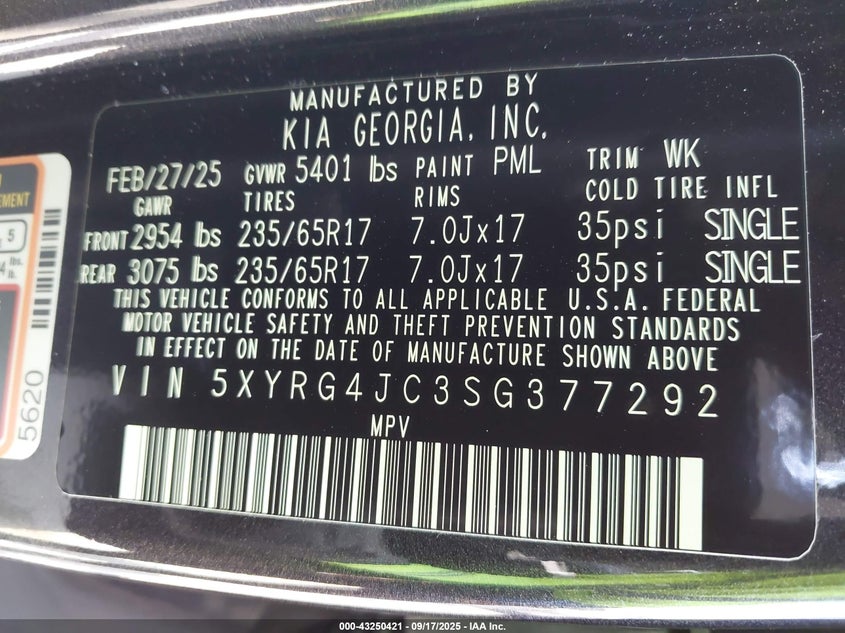 MANUFACTURED BY
KIA GEORGIA, INC.
FEB/27/25 GVWR 5401 lbs PAINT PML TRIM WK
GAWR TIRES RIMS COLD TIRE INFL
FRONT 2954 lbs 235/65R17 7.0Jx17 35psi SINGLE
REAR 3075 lbs 235/65R17 7.0Jx17 35psi SINGLE
THIS VEHICLE CONFORMS TO ALL APPLICABLE U.S.A. FEDERAL
MOTOR VEHICLE SAFETY AND THEFT PREVENTION STANDARDS
IN EFFECT ON THE DATE OF MANUFACTURE SHOWN ABOVE
VIN 5XYRG4JC3SG377292
MPV
5
lbs.
lb.
5620
000-43250421 - 09/17/2025 - IAA Inc.